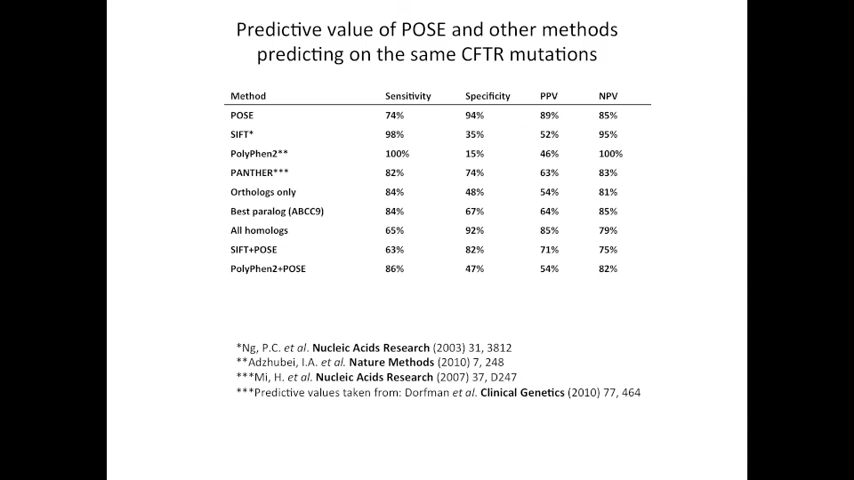 Predictive value of POSE and other methods
predicting on the same CFTR mutations
Method Sensitivity Specificity PPV NPV
POSE 74% 94% 89% 85%
SIFT* 98% 35% 52% 95%
PolyPhen2** 100% 15% 46% 100%
PANTHER*** 82% 74% 63% 83%
Orthologs only 84% 48% 54% 81%
Best paralog (ABCC9) 84% 67% 64% 85%
All homologs 65% 92% 85% 79%
SIFT+POSE 63% 82% 71% 75%
PolyPhen2+POSE 86% 47% 54% 82%
*Ng, P.C. et al. Nucleic Acids Research (2003) 31, 3812
**Adzhubei, I.A. et al. Nature Methods (2010) 7, 248
***Mi, H. et al. Nucleic Acids Research (2007) 37, D247
***Predictive values taken from: Dorfman et al. Clinical Genetics (2010) 77, 464